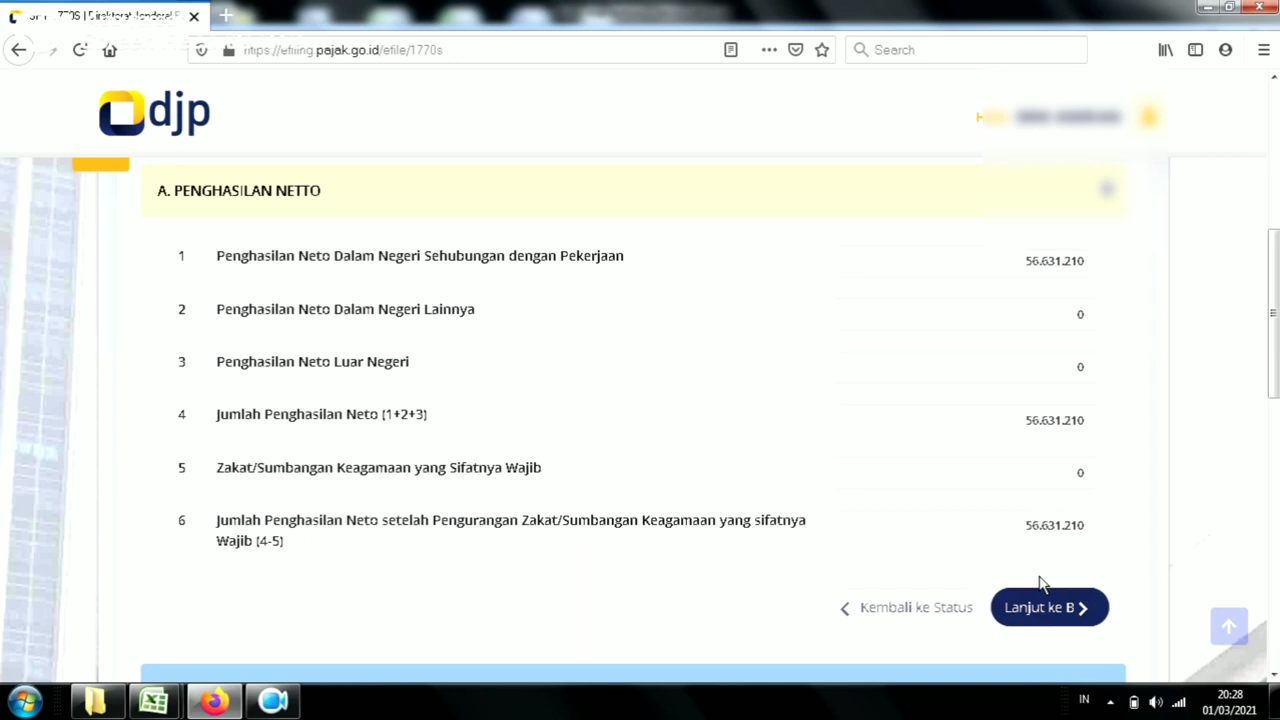 https://efiling.pajak.go.id/efile/1770s
Search
djp
A. PENGHASILAN NETTO
1 Penghasilan Neto Dalam Negeri Sehubungan dengan Pekerjaan 56.631.210
2 Penghasilan Neto Dalam Negeri Lainnya 0
3 Penghasilan Neto Luar Negeri 0
4 Jumlah Penghasilan Neto (1+2+3) 56.631.210
5 Zakat/Sumbangan Keagamaan yang Sifatnya Wajib 0
6 Jumlah Penghasilan Neto setelah Pengurangan Zakat/Sumbangan Keagamaan yang sifatnya 56.631.210
Wajib (4-5)
Kembali ke Status Lanjut ke B
IN 20:28
01/03/2021